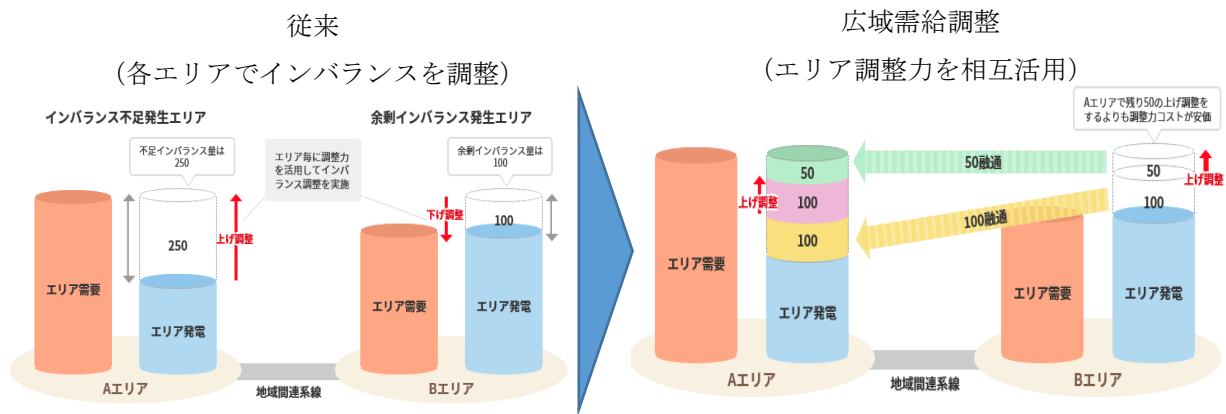 従来
（各エリアでインバランスを調整）
インバランス不足発生エリア
余剰インバランス発生エリア
不足インバランス量は
250
エリア毎に調整力
を活用してインバ
ランス調整を実施
余剰インバランス量は
100
250
上げ調整
下げ調整
100
エリア需要
エリア発電
エリア需要
エリア発電
Aエリア
地域間連系線
Bエリア
広域需給調整
（エリア調整力を相互活用）
Aエリアで残り50の上げ調整を
するよりも調整力コストが安価
50
50融通
50
上げ調整
上げ調整
100
100
100融通
100
エリア需要
エリア発電
エリア需要
エリア発電
Aエリア
地域間連系線
Bエリア